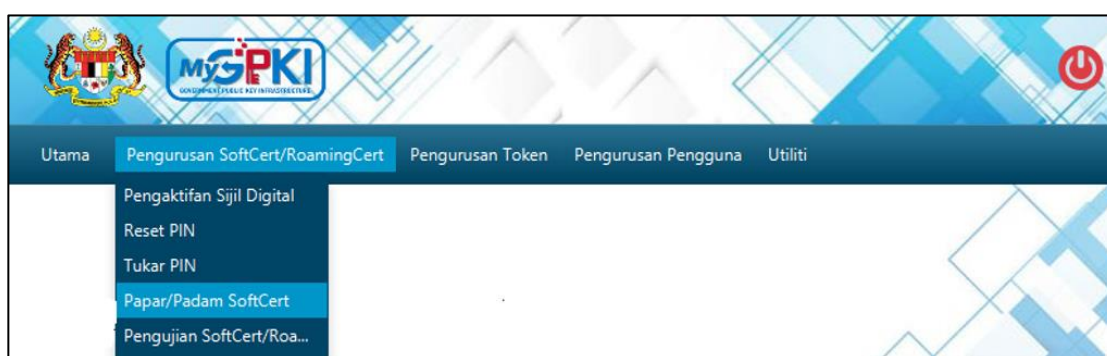 MyGPKI
GOVERNMENT PUBLIC KEY INFRASTRUCTURE
Utama Pengurusan SoftCert/RoamingCert Pengurusan Token Pengurusan Pengguna Utiliti
Pengaktifan Sijil Digital
Reset PIN
Tukar PIN
Papar/Padam SoftCert
Pengujian SoftCert/Roa...